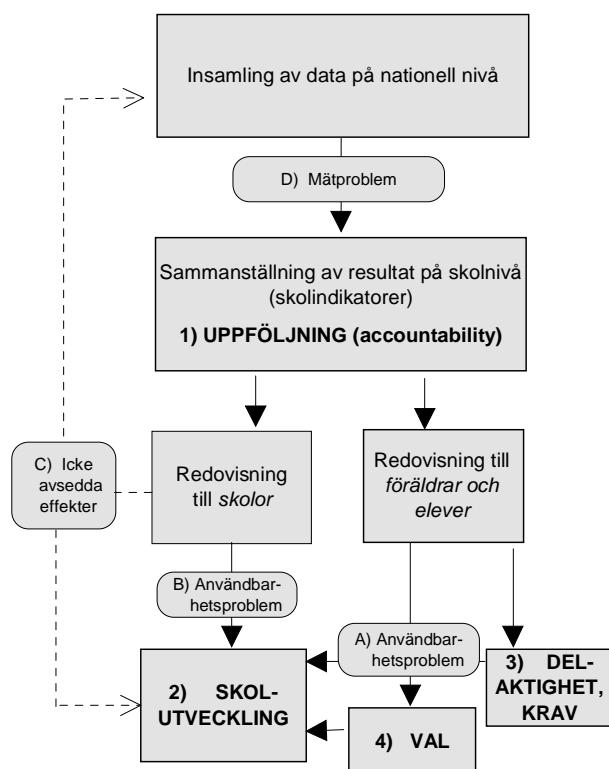 Insamling av data på nationell nivå
D) Mätproblem
Sammanställning av resultat på skolnivå
(skolindikatorer)
1) UPPFÖLJNING (accountability)
C) Icke
avsedda
effekter
Redovisning
till skolor
Redovisning till
föräldrar och
elever
B) Användbar-
hetsproblem
A) Användbar-
hetsproblem
2) SKOL-
UTVECKLING
3) DEL-
AKTIGHET,
KRAV
4) VAL